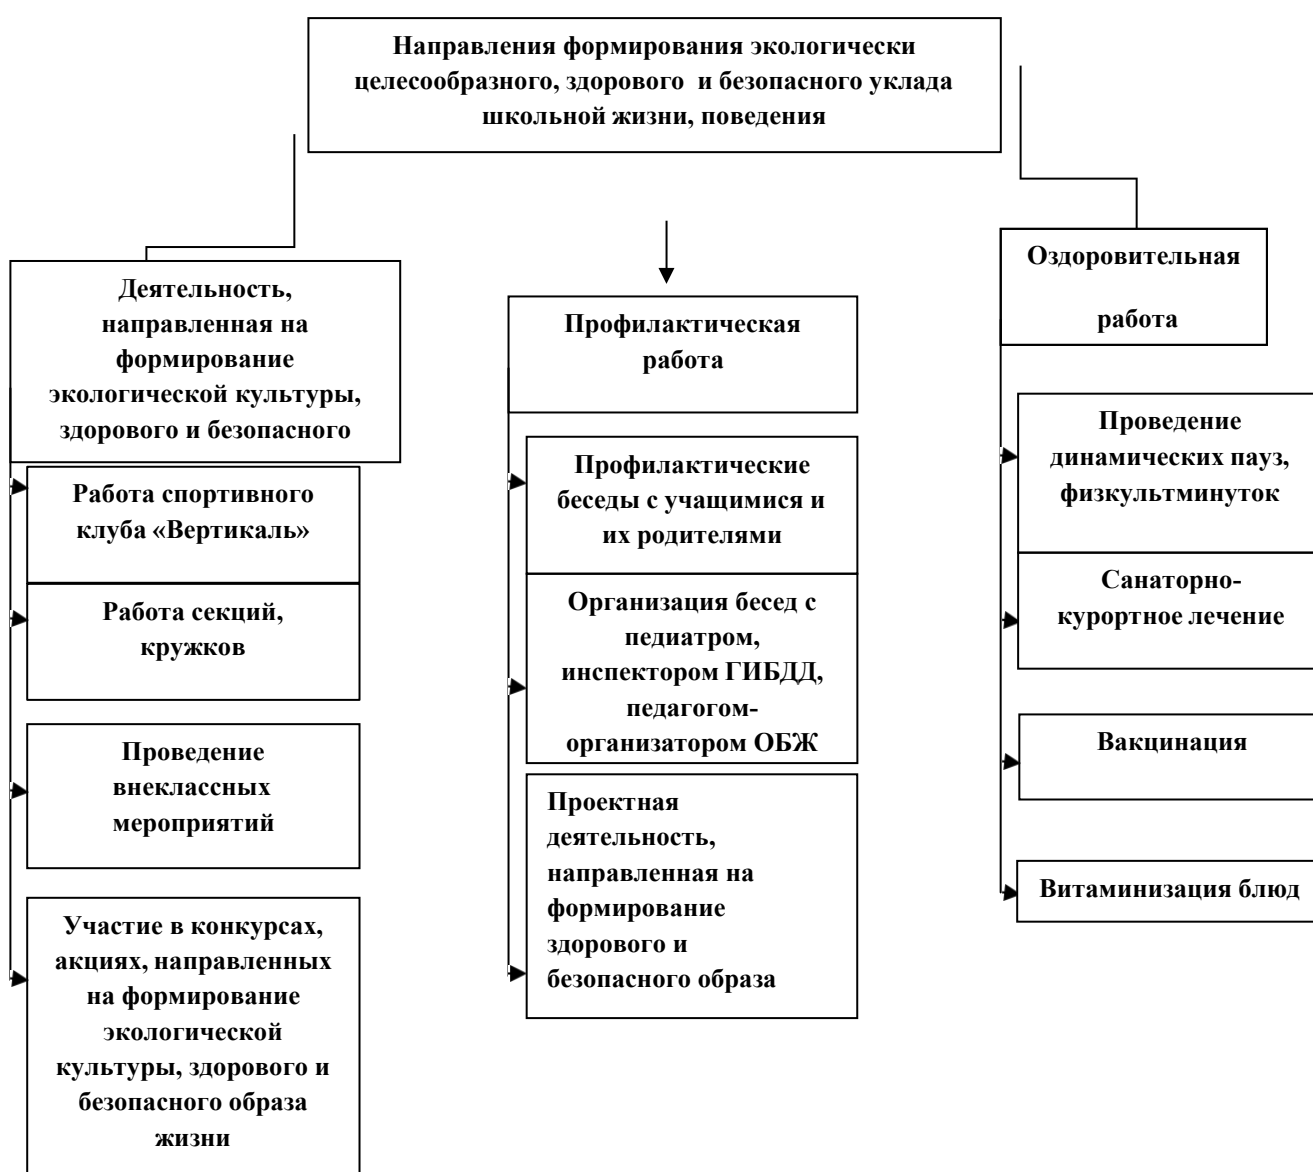 Направления формирования экологически
целесообразного, здорового и безопасного уклада
школьной жизни, поведения
Деятельность,
направленная на
формирование
экологической культуры,
здорового и безопасного
Работа спортивного
клуба «Вертикаль»
Работа секций,
кружков
Проведение
внеклассных
мероприятий
Участие в конкурсах,
акциях, направленных
на формирование
экологической
культуры, здорового и
безопасного образа
жизни
Профилактическая
работа
Профилактические
беседы с учащимися и
их родителями
Организация бесед с
педиатром,
инспектором ГИБДД,
педагогом-
организатором ОБЖ
Проектная
деятельность,
направленная на
формирование
здорового и
безопасного образа
Оздоровительная
работа
Проведение
динамических пауз,
физкультминуток
Санаторно-
курортное лечение
Вакцинация
Витаминизация блюд